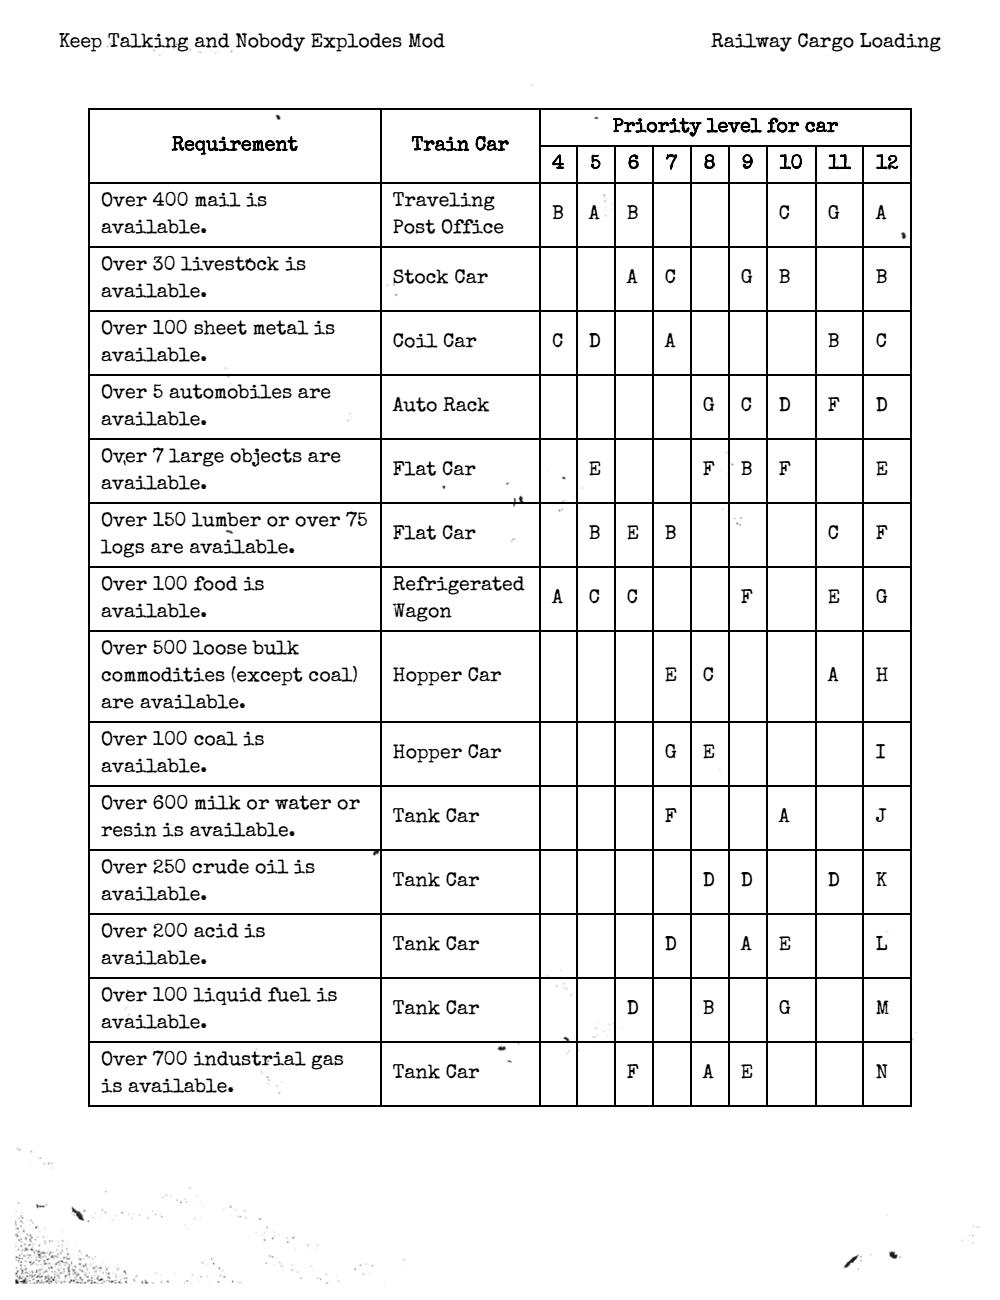 Keep Talking and Nobody Explodes Mod
Railway Cargo Loading
Requirement Train Car Priority level for car
4 5 6 7 8 9 10 11 12
Over 400 mail is
available.
Traveling
Post Office
B A B C G A
Over 30 livestock is
available.
Stock Car
A C G B B
Over 100 sheet metal is
available.
Coil Car
C D A B C
Over 5 automobiles are
available.
Auto Rack
G C D F D
Over 7 large objects are
available.
Flat Car
E F B F E
Over 150 lumber or over 75
logs are available.
Flat Car
B E B C F
Over 100 food is
available.
Refrigerated
Wagon
A C C F E G
Over 500 loose bulk
commodities (except coal)
are available.
Hopper Car
E C A H
Over 100 coal is
available.
Hopper Car
G E I
Over 600 milk or water or
resin is available.
Tank Car
F A J
Over 250 crude oil is
available.
Tank Car
D D D K
Over 200 acid is
available.
Tank Car
D A E L
Over 100 liquid fuel is
available.
Tank Car
D B G M
Over 700 industrial gas
is available.
Tank Car
F A E N